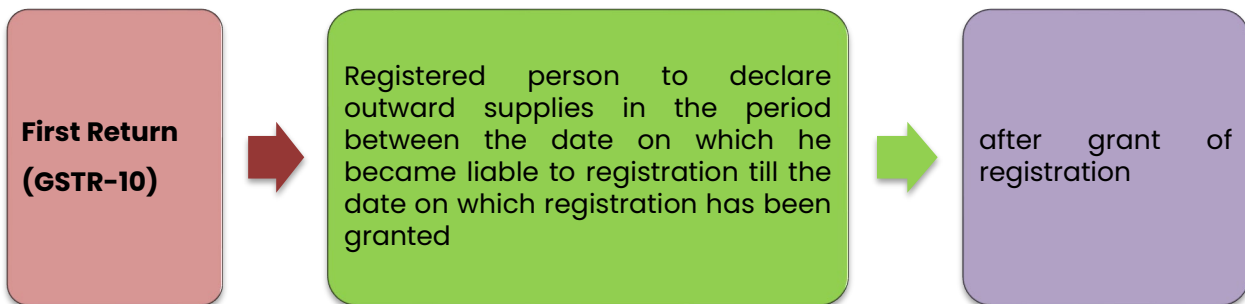 First Return
(GSTR-10)
Registered person to declare
outward supplies in the period
between the date on which he
became liable to registration till the
date on which registration has been
granted
after grant of
registration